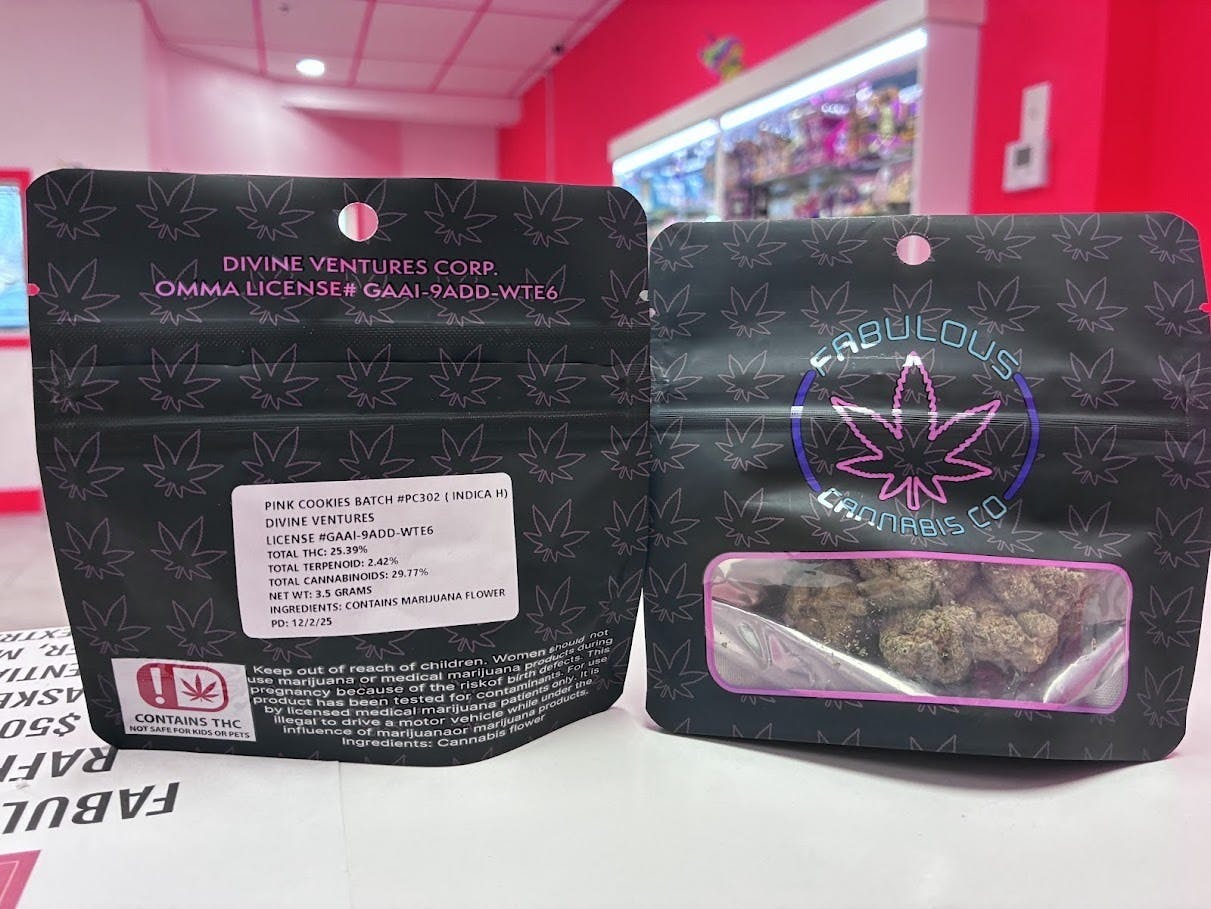 DIVINE VENTURES CORP.
OMMA LICENSE# GAAI-9ADD-WTE6
PINK COOKIES BATCH #PC302 ( INDICA H)
DIVINE VENTURES
LICENSE #GAAI-9ADD-WTE6
TOTAL THC: 25.39%
TOTAL TERPENOID: 2.42%
TOTAL CANNABINOIDS: 29.77%
NET WT: 3.5 GRAMS
INGREDIENTS: CONTAINS MARIJUANA FLOWER
PD: 12/2/25
!
CONTAINS THC
NOT SAFE FOR KIDS OR PETS
Keep out of reach of children. Women should not
use marijuana or medical marijuana products during
pregnancy because of the riskof birth defects. This
product has been tested for contaminants. For use
by licensed medical marijuana patients only. It is
illegal to drive a motor vehicle while under the
influence of marijuanaor marijuana products.
Ingredients: Cannabis flower
FABULOUS
CANNABIS CO
$50